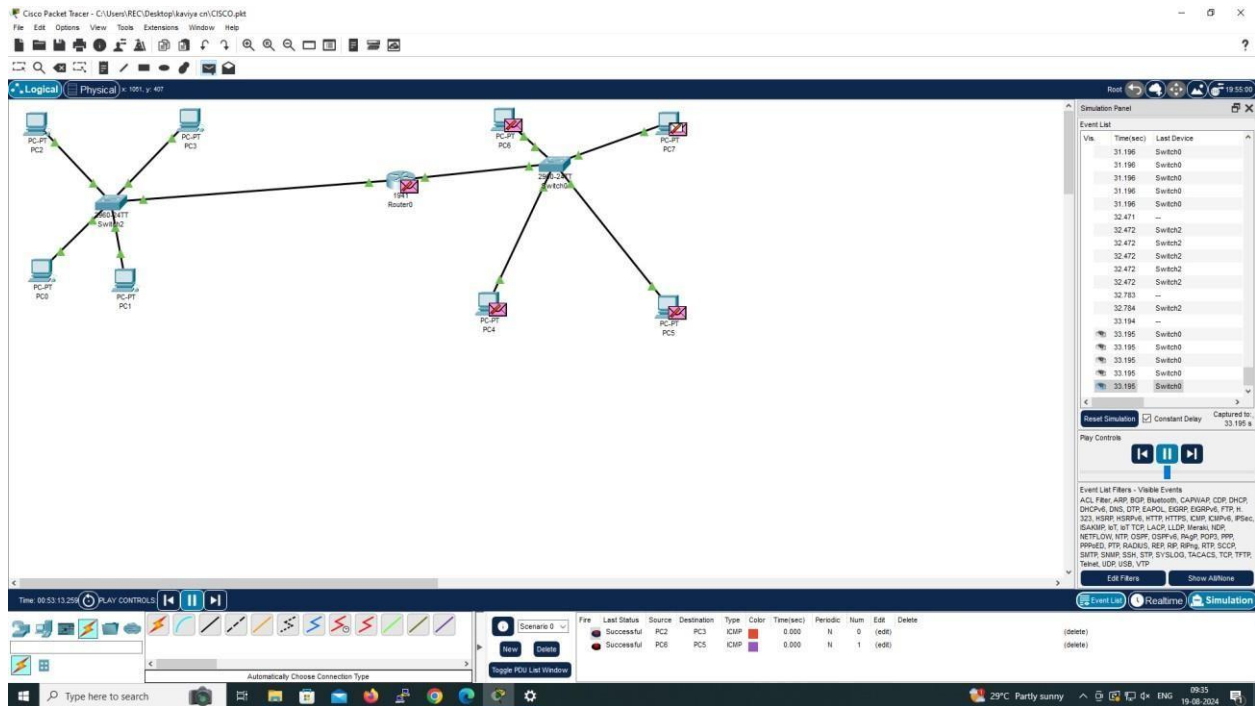 Cisco Packet Tracer - C:\Users\REC\Desktop\kaviya cn\CISCO.pkt
File Edit Options View Tools Extensions Window Help
?
Logical Physical x: 1051, y: 407
Root 19:55:00
PC-PT
PC2
PC-PT
PC3
2960-24TT
Switch2
PC-PT
PC0
PC-PT
PC1
1941
Router0
PC-PT
PC6
PC-PT
PC7
2960-24TT
Switch0
PC-PT
PC4
PC-PT
PC5
Simulation Panel
Event List
Vis. Time(sec) Last Device
31.196 Switch0
31.196 Switch0
31.196 Switch0
31.196 Switch0
31.196 Switch0
32.471 --
32.472 Switch2
32.472 Switch2
32.472 Switch2
32.472 Switch2
32.472 Switch2
32.783 --
32.784 Switch2
33.194 --
33.195 Switch0
33.195 Switch0
33.195 Switch0
33.195 Switch0
33.195 Switch0
Reset Simulation Constant Delay Captured to:
33.195 s
Play Controls
Event List Filters - Visible Events
ACL Filter, ARP, BGP, Bluetooth, CAPWAP, CDP, DHCP,
DHCPv6, DNS, DTP, EAPOL, EIGRP, EIGRPv6, FTP, H.
323, HSRP, HSRPv6, HTTP, HTTPS, ICMP, ICMPv6, IPSec,
ISAKMP, IoT, IoT TCP, LACP, LLDP, Meraki, NDP,
NETFLOW, NTP, OSPF, OSPFv6, PAgP, POP3, PPP,
PPPoED, PTP, RADIUS, REP, RIP, RIPng, RTP, SCCP,
SMTP, SNMP, SSH, STP, SYSLOG, TACACS, TCP, TFTP,
Telnet, UDP, USB, VTP
Edit Filters Show All/None
Time: 00:53:13.259 PLAY CONTROLS:
Event List Realtime Simulation
Automatically Choose Connection Type
Scenario 0
New Delete
Toggle PDU List Window
Fire Last Status Source Destination Type Color Time(sec) Periodic Num Edit Delete
Successful PC2 PC3 ICMP 0.000 N 0 (edit) (delete)
Successful PC6 PC5 ICMP 0.000 N 1 (edit) (delete)
Type here to search
29°C Partly sunny ENG
09:35
19-08-2024